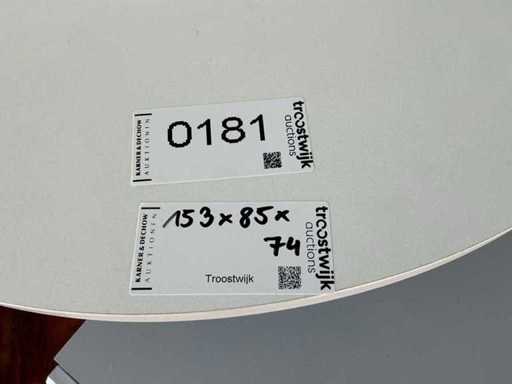 KARNER & DECHOW
AUKTIONEN
0181
troostwijk
auctions
KARNER & DECHOW
AUKTIONEN
153 x 85 x
74
Troostwijk
troostwijk
auctions